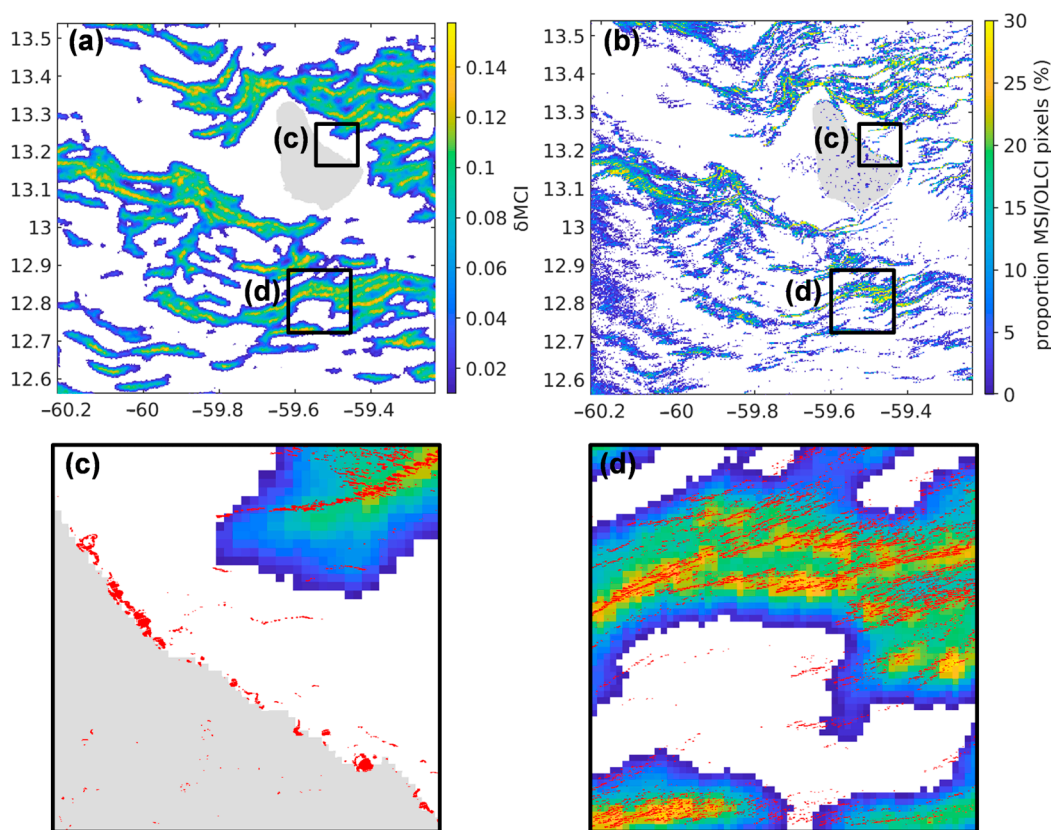 (a)
13.5
13.4
13.3
13.2
13.1
13
12.9
12.8
12.7
12.6
−60.2 −60 −59.8 −59.6 −59.4
(c)
(d)
0.14
0.12
0.1
0.08
0.06
0.04
0.02
δMCI
(b)
13.5
13.4
13.3
13.2
13.1
13
12.9
12.8
12.7
12.6
−60.2 −60 −59.8 −59.6 −59.4
(c)
(d)
30
25
20
15
10
5
0
proportion MSI/OLCI pixels (%)
(c)
(d)